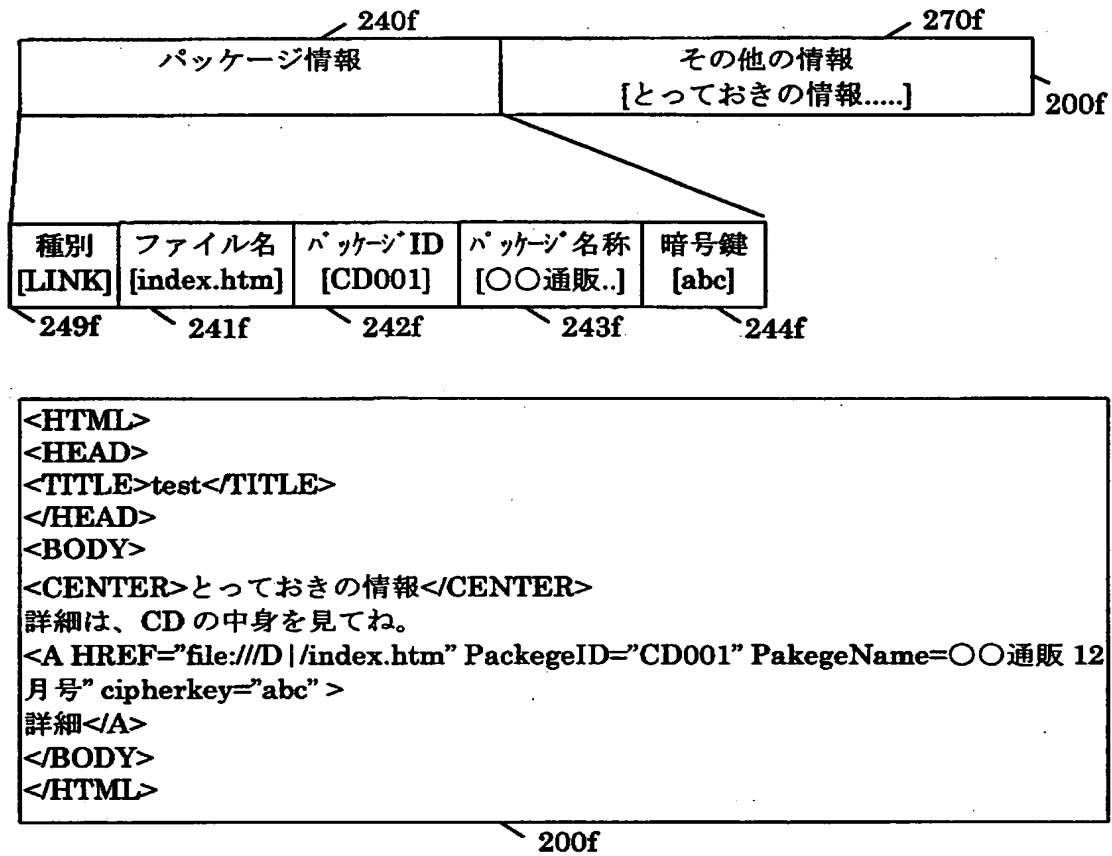 240f
270f
パッケージ情報
その他の情報
[とっておきの情報.....]
200f
種別
[LINK]
ファイル名
[index.htm]
パッケージID
[CD001]
パッケージ名称
[〇〇通販..]
暗号鍵
[abc]
249f
241f
242f
243f
244f
<HTML>
<HEAD>
<TITLE>test</TITLE>
</HEAD>
<BODY>
<CENTER>とっておきの情報</CENTER>
詳細は、CDの中身を見てね。
<A HREF="file:///D|/index.htm" PackegeID="CD001" PakegeName=〇〇通販 12
月号" cipherkey="abc" >
詳細</A>
</BODY>
</HTML>
200f